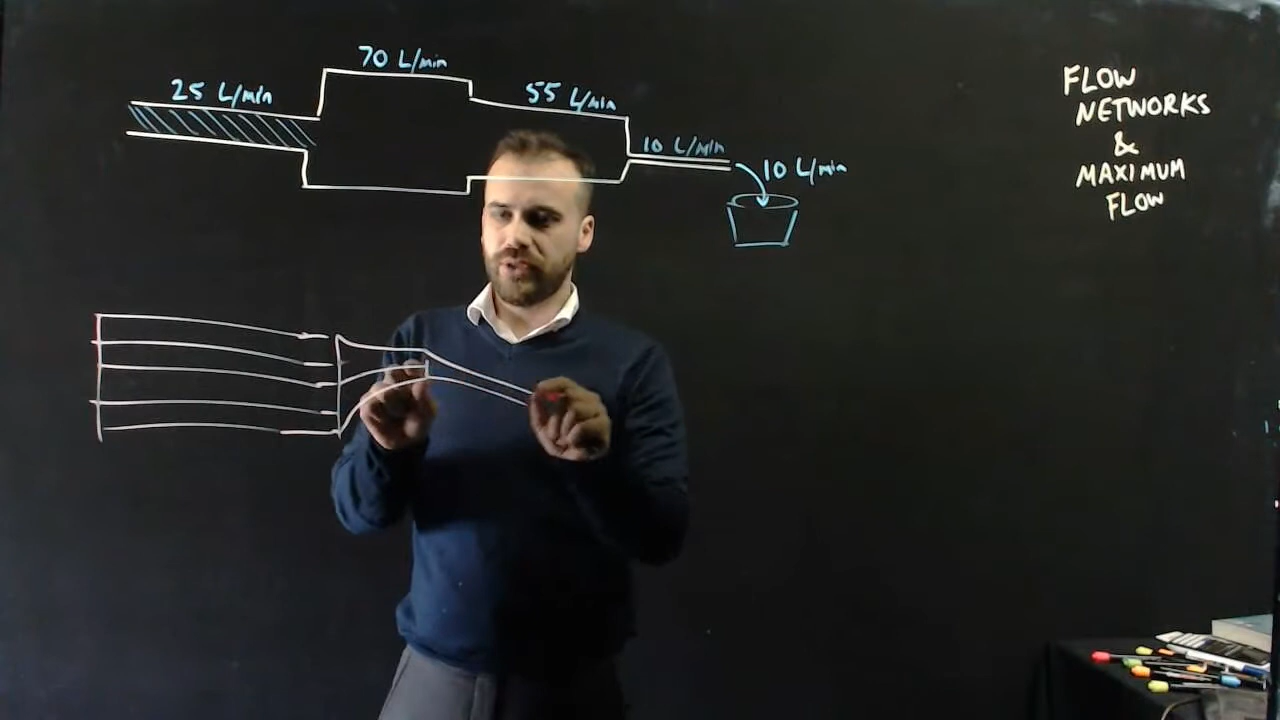 70 L/min
25 L/min
55 L/min
10 L/min
10 L/min
FLOW
NETWORKS
&
MAXIMUM
FLOW